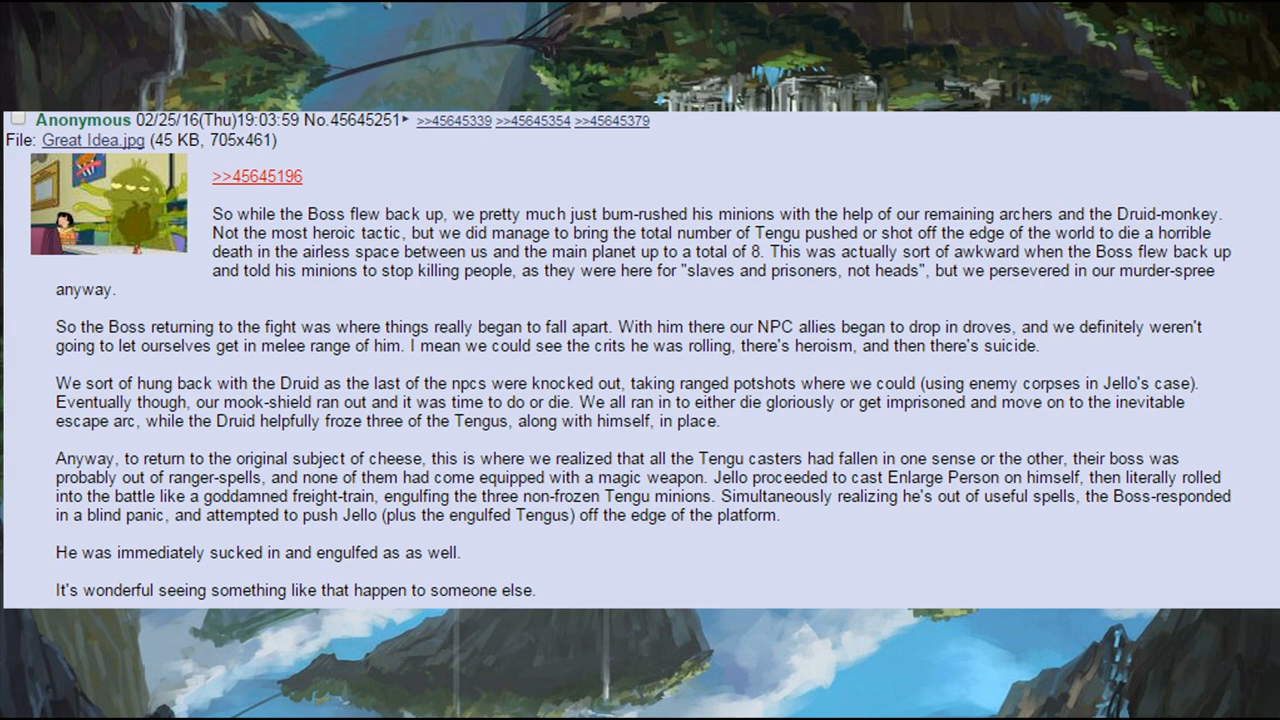 Anonymous 02/25/16(Thu)19:03:59 No.45645251 >>45645339 >>45645354 >>45645379
File: Great Idea.jpg (45 KB, 705x461)
>>45645196
So while the Boss flew back up, we pretty much just bum-rushed his minions with the help of our remaining archers and the Druid-monkey.
Not the most heroic tactic, but we did manage to bring the total number of Tengu pushed or shot off the edge of the world to die a horrible
death in the airless space between us and the main planet up to a total of 8. This was actually sort of awkward when the Boss flew back up
and told his minions to stop killing people, as they were here for "slaves and prisoners, not heads", but we persevered in our murder-spree
anyway.
So the Boss returning to the fight was where things really began to fall apart. With him there our NPC allies began to drop in droves, and we definitely weren't
going to let ourselves get in melee range of him. I mean we could see the crits he was rolling, there's heroism, and then there's suicide.
We sort of hung back with the Druid as the last of the npcs were knocked out, taking ranged potshots where we could (using enemy corpses in Jello's case).
Eventually though, our mook-shield ran out and it was time to do or die. We all ran in to either die gloriously or get imprisoned and move on to the inevitable
escape arc, while the Druid helpfully froze three of the Tengus, along with himself, in place.
Anyway, to return to the original subject of cheese, this is where we realized that all the Tengu casters had fallen in one sense or the other, their boss was
probably out of ranger-spells, and none of them had come equipped with a magic weapon. Jello proceeded to cast Enlarge Person on himself, then literally rolled
into the battle like a goddamned freight-train, engulfing the three non-frozen Tengu minions. Simultaneously realizing he's out of useful spells, the Boss-responded
in a blind panic, and attempted to push Jello (plus the engulfed Tengus) off the edge of the platform.
He was immediately sucked in and engulfed as as well.
It's wonderful seeing something like that happen to someone else.